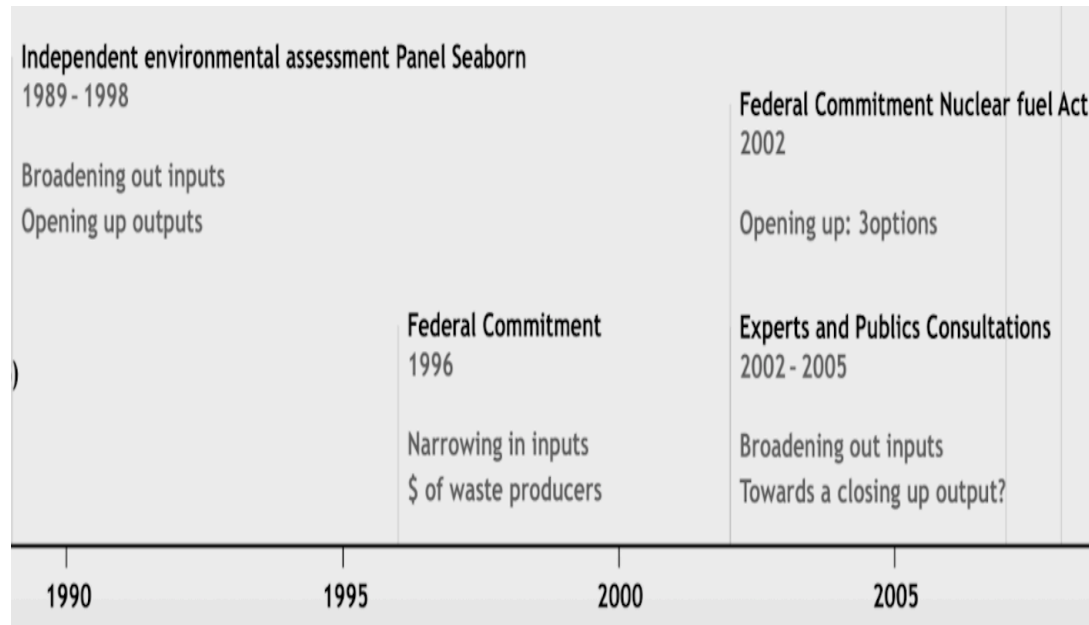 Independent environmental assessment Panel Seaborn
1989 - 1998
Broadening out inputs
Opening up outputs
Federal Commitment Nuclear fuel Act
2002
Opening up: 3options
)
Federal Commitment
1996
Narrowing in inputs
$ of waste producers
Experts and Publics Consultations
2002 - 2005
Broadening out inputs
Towards a closing up output?
1990
1995
2000
2005